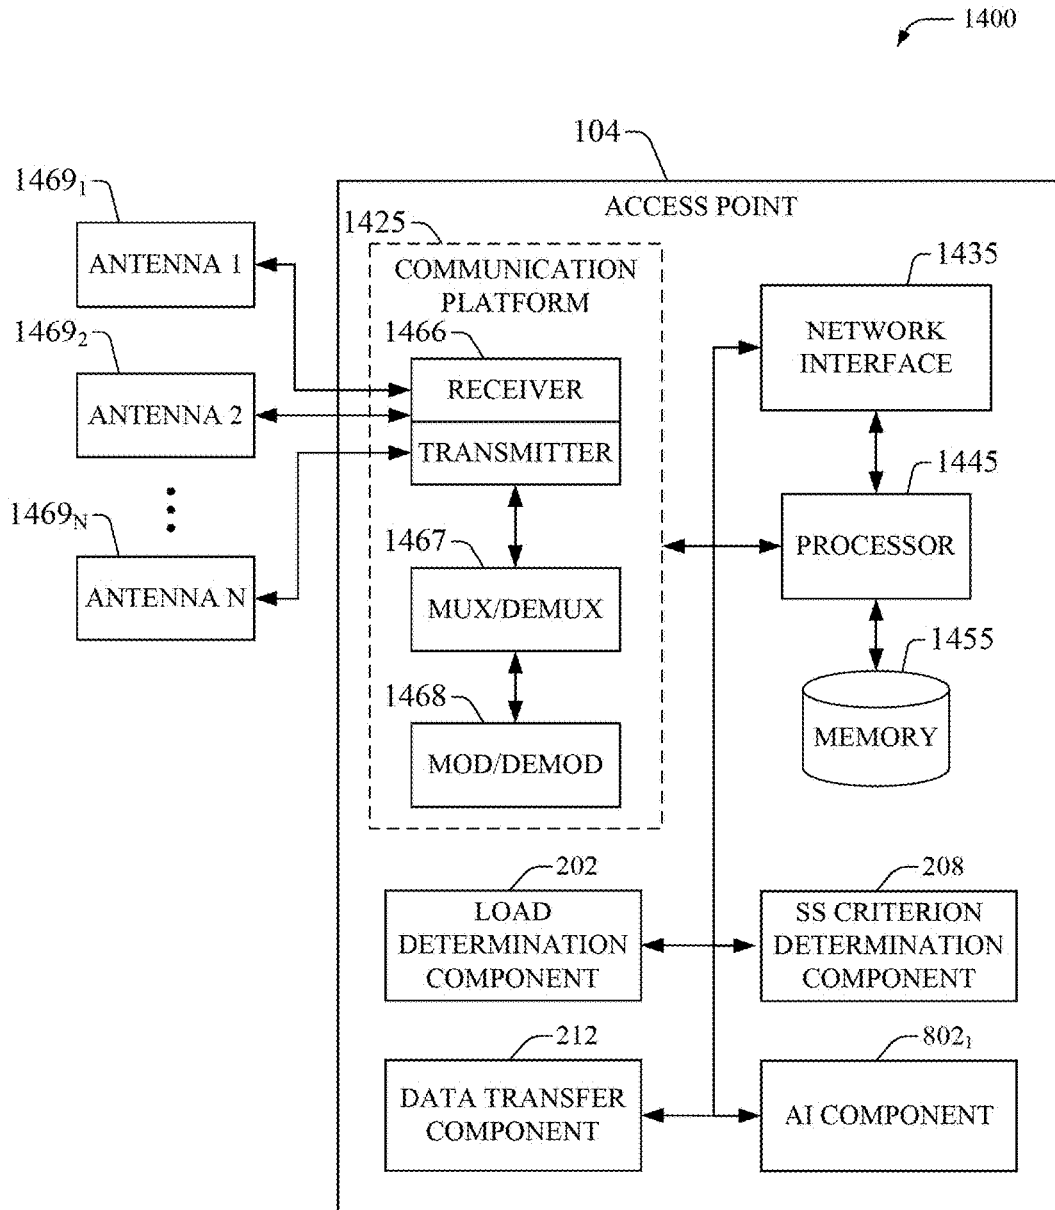 1400
104
ACCESS POINT
1469₁
ANTENNA 1
1469₂
ANTENNA 2
1469N
ANTENNA N
1425
COMMUNICATION
PLATFORM
1466
RECEIVER
TRANSMITTER
1467
MUX/DEMUX
1468
MOD/DEMOD
1435
NETWORK
INTERFACE
1445
PROCESSOR
1455
MEMORY
202
LOAD
DETERMINATION
COMPONENT
208
SS CRITERION
DETERMINATION
COMPONENT
212
DATA TRANSFER
COMPONENT
802₁
AI COMPONENT